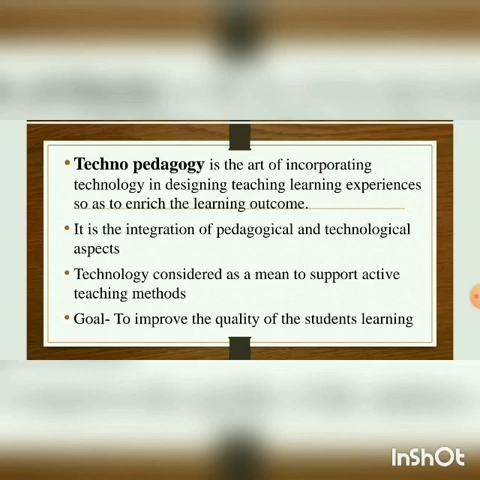 • Techno pedagogy is the art of incorporating
technology in designing teaching learning experiences
so as to enrich the learning outcome.
• It is the integration of pedagogical and technological
aspects
• Technology considered as a mean to support active
teaching methods
• Goal- To improve the quality of the students learning
InShOt